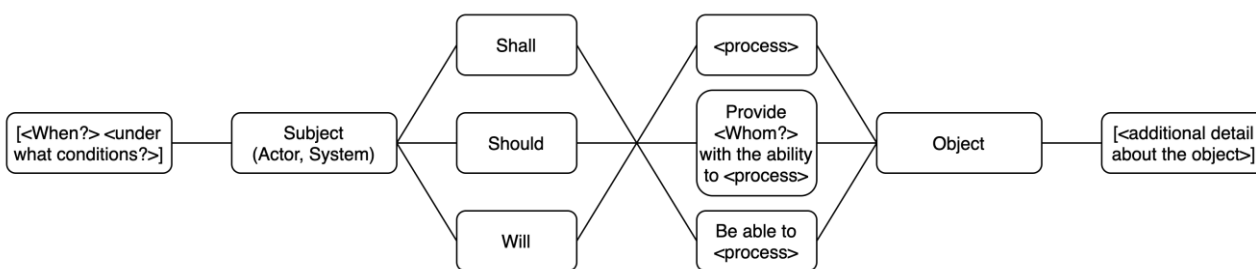 [<When?> <under
what conditions?>]
Subject
(Actor, System)
Shall
Should
Will
<process>
Provide
<Whom?>
with the ability
to <process>
Be able to
<process>
Object
[<additional detail
about the object>]